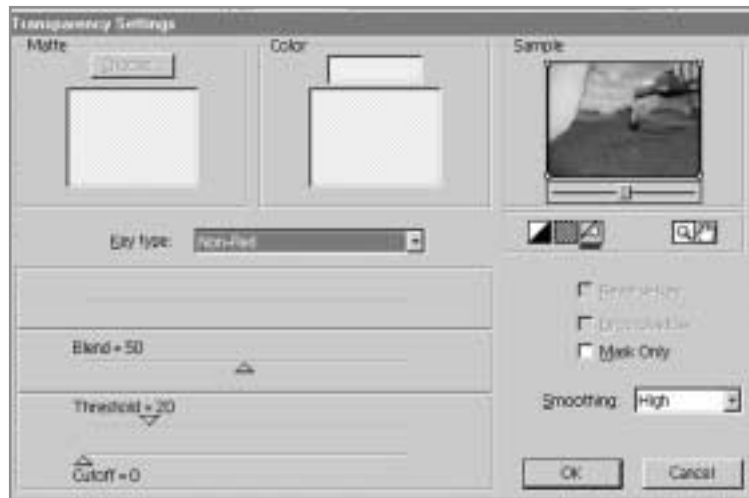 Transparency Settings
Matte
Choose...
Color
Sample
Key type:
Non-Red
Blend = 50
Threshold = 20
Cutoff = 0
Mask Only
Smoothing:
High
OK
Cancel